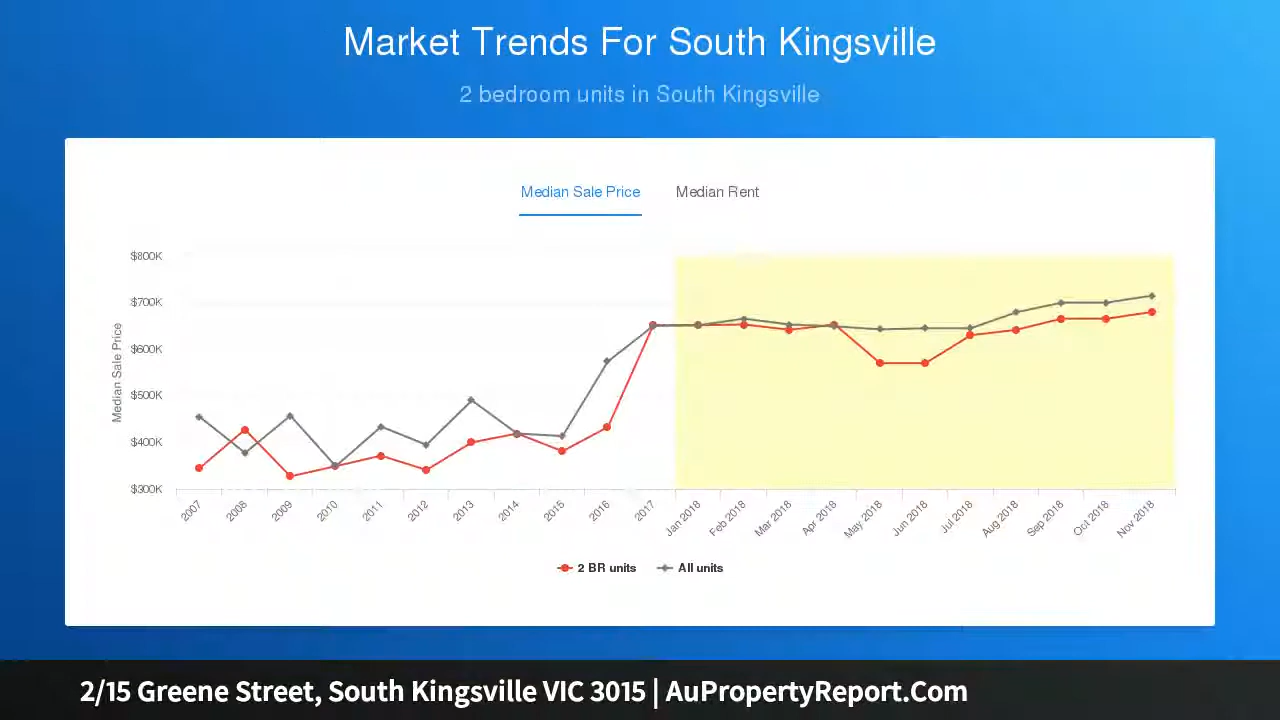 Market Trends For South Kingsville
2 bedroom units in South Kingsville
Median Sale Price
Median Rent
Median Sale Price
$800K
$700K
$600K
$500K
$400K
$300K
2007
2008
2009
2010
2011
2012
2013
2014
2015
2016
2017
Jan 2018
Feb 2018
Mar 2018
Apr 2018
May 2018
Jun 2018
Jul 2018
Aug 2018
Sep 2018
Oct 2018
Nov 2018
2 BR units
All units
2/15 Greene Street, South Kingsville VIC 3015 | AuPropertyReport.Com